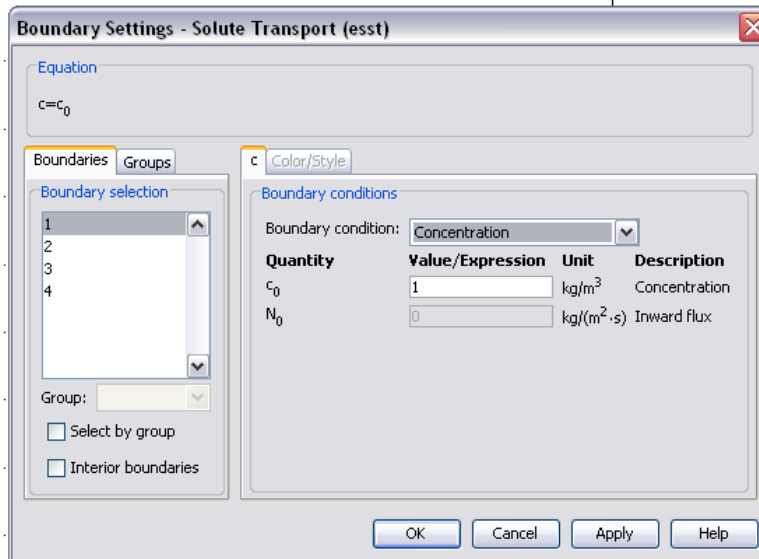 Boundary Settings - Solute Transport (esst)
Equation
c=c₀
Boundaries Groups
Boundary selection
1
2
3
4
Group:
Select by group
Interior boundaries
c Color/Style
Boundary conditions
Boundary condition: Concentration
Quantity Value/Expression Unit Description
c₀ 1 kg/m³ Concentration
N₀ 0 kg/(m²·s) Inward flux
OK Cancel Apply Help